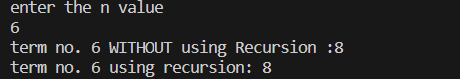 enter the n value
6
term no. 6 WITHOUT using Recursion :8
term no. 6 using recursion: 8